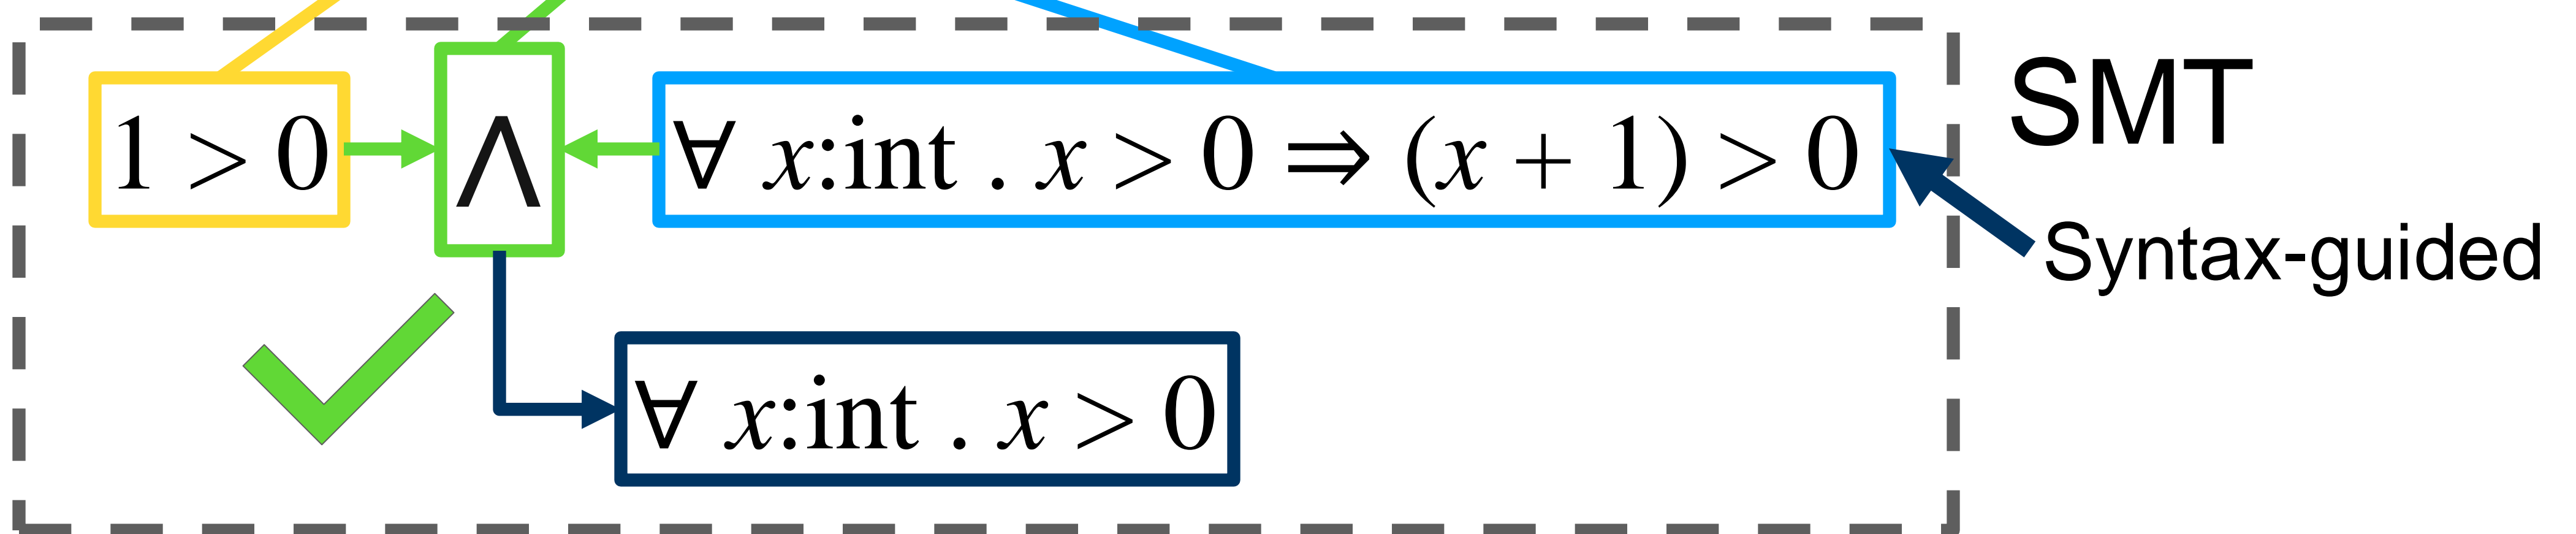 1 > 0 ∧ ∀ x:int . x > 0 ⇒ (x + 1) > 0
SMT
Syntax-guided
∀ x:int . x > 0